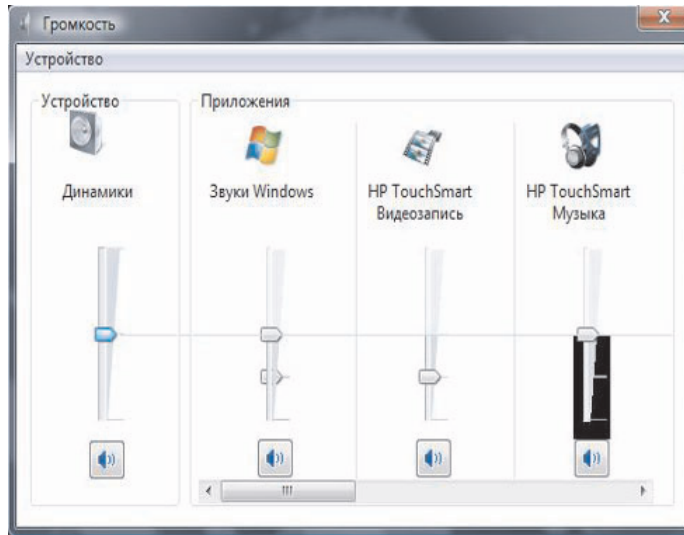 Громкость
Устройство
Устройство
Приложения
Динамики
Звуки Windows
HP TouchSmart
Видеозапись
HP TouchSmart
Музыка